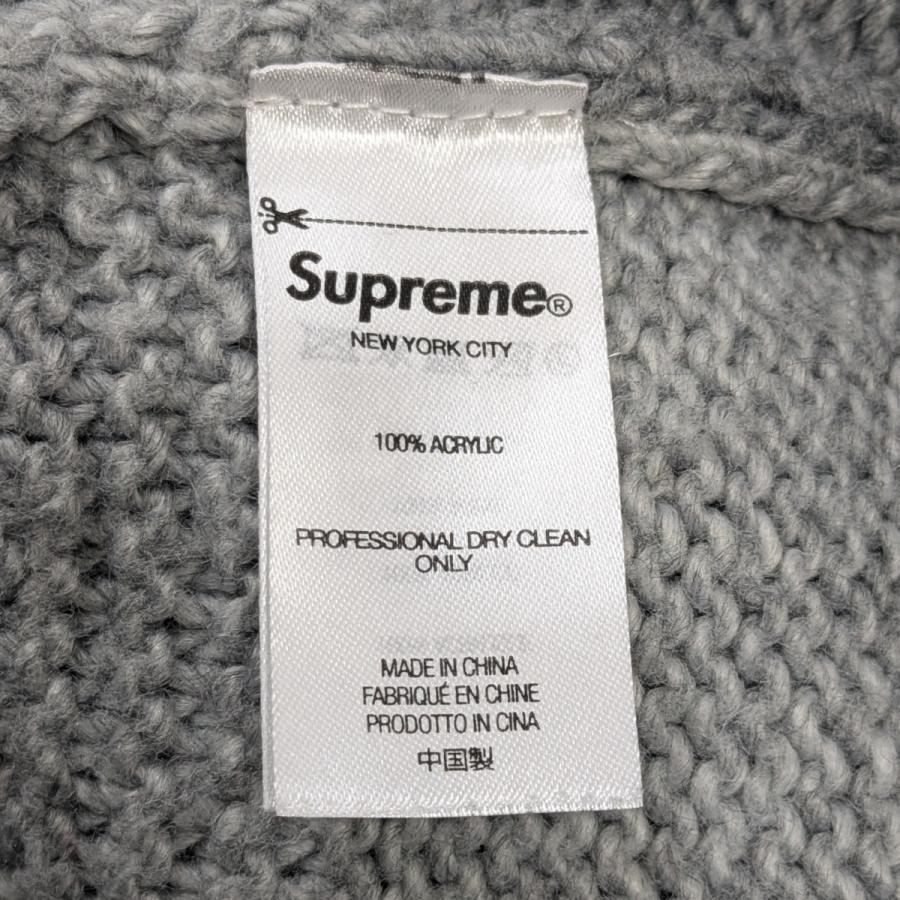 Supreme®
NEW YORK CITY
100% ACRYLIC
PROFESSIONAL DRY CLEAN
ONLY
MADE IN CHINA
FABRIQUÉ EN CHINE
PRODOTTO IN CINA
中国製